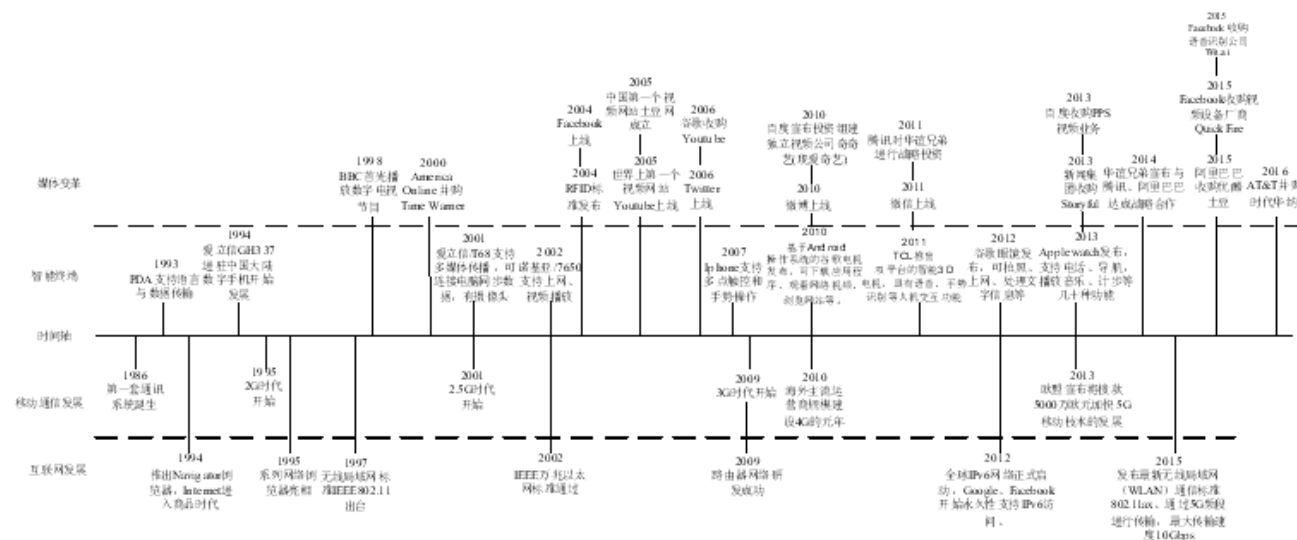 媒体变革
1998
BBC首先播
放数字电视
节目
2000
America
Online并购
Time Warner
2004
Facebook
上线
2004
RFID标
准发布
2005
中国第一个视
频网站土豆网
成立
2005
世界上第一个
视频网站
Youtube上线
2006
谷歌收购
Youtube
2006
Twitter
上线
2010
百度宣布投资组建
独立视频公司奇奇
艺(现爱奇艺)
2010
微博上线
2011
腾讯对华谊兄弟
进行战略投资
2011
微信上线
2013
百度收购PPS
视频业务
2013
新闻集
团收购
Storyful
2014
华谊兄弟宣布与
腾讯、阿里巴巴
达成战略合作
2015
Facebook收购
语音识别公司
Wit.ai
2015
Facebook收购视
频设备厂商
Quick Fire
2015
阿里巴巴
收购优酷
土豆
2016
AT&T并购
时代华纳
智能终端
1993
PDA支持语言
与数据传输
1994
爱立信GH337
进驻中国大陆
数字手机开始
发展
2001
爱立信/T68支持
多媒体传播，可
连接电脑同步数
据，有摄像头
2002
诺基亚/7650
支持上网、
视频播放
2007
Iphone支持
多点触控和
手势操作
2010
基于Android
操作系统的谷歌电视
发布，可下载应用程
序、观看网络视频、
浏览网站等。
2011
TCL推出
双平台的智能3D
电视，具有语音、手势
识别等人机交互功能
2012
谷歌眼镜发
布，可拍照、
上网、处理文
字信息等
2013
Apple watch发布，
支持电话、导航，
播放音乐、计步等
几十种功能
时间轴
移动通信发展
1986
第一套通讯
系统诞生
1995
2G时代
开始
2001
2.5G时代
开始
2009
3G时代开始
2010
海外主流运
营商规模建
设4G的元年
2013
欧盟宣布将拨款
5000万欧元加快5G
移动技术的发展
互联网发展
1994
推出Navigator浏
览器，Internet进
入商品时代
1995
系列网络浏
览器亮相
1997
无线局域网标
准IEEE802.11
出台
2002
IEEE万兆以太
网标准通过
2009
路由器网络研
发成功
2012
全球IPv6网络正式启
动，Google、Facebook
开始永久性支持IPv6访
问。
2015
发布最新无线局域网
（WLAN）通信标准
802.11ax。通过5G频段
进行传输，最大传输速
度10Gbps